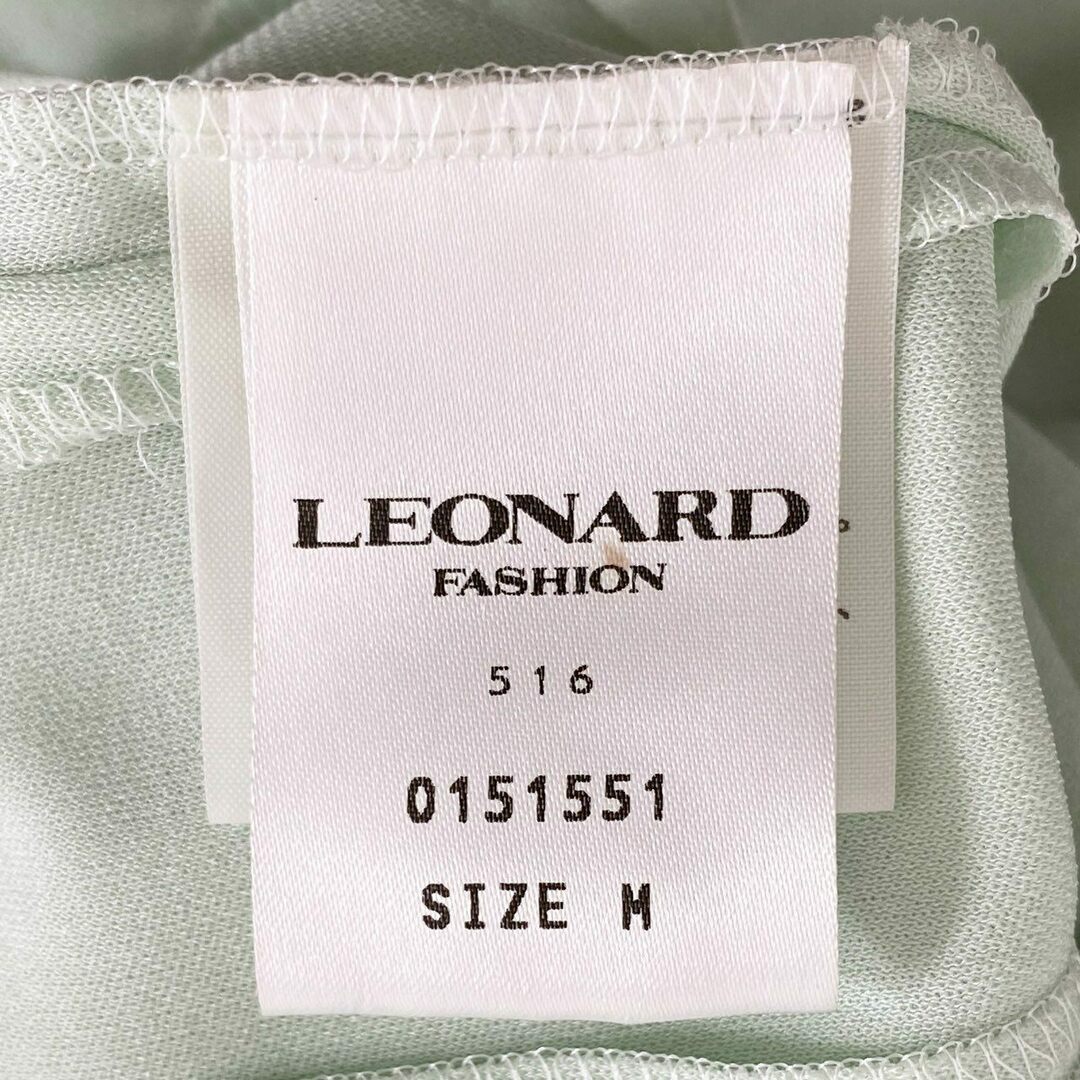 LEONARD
FASHION
516
0151551
SIZE M